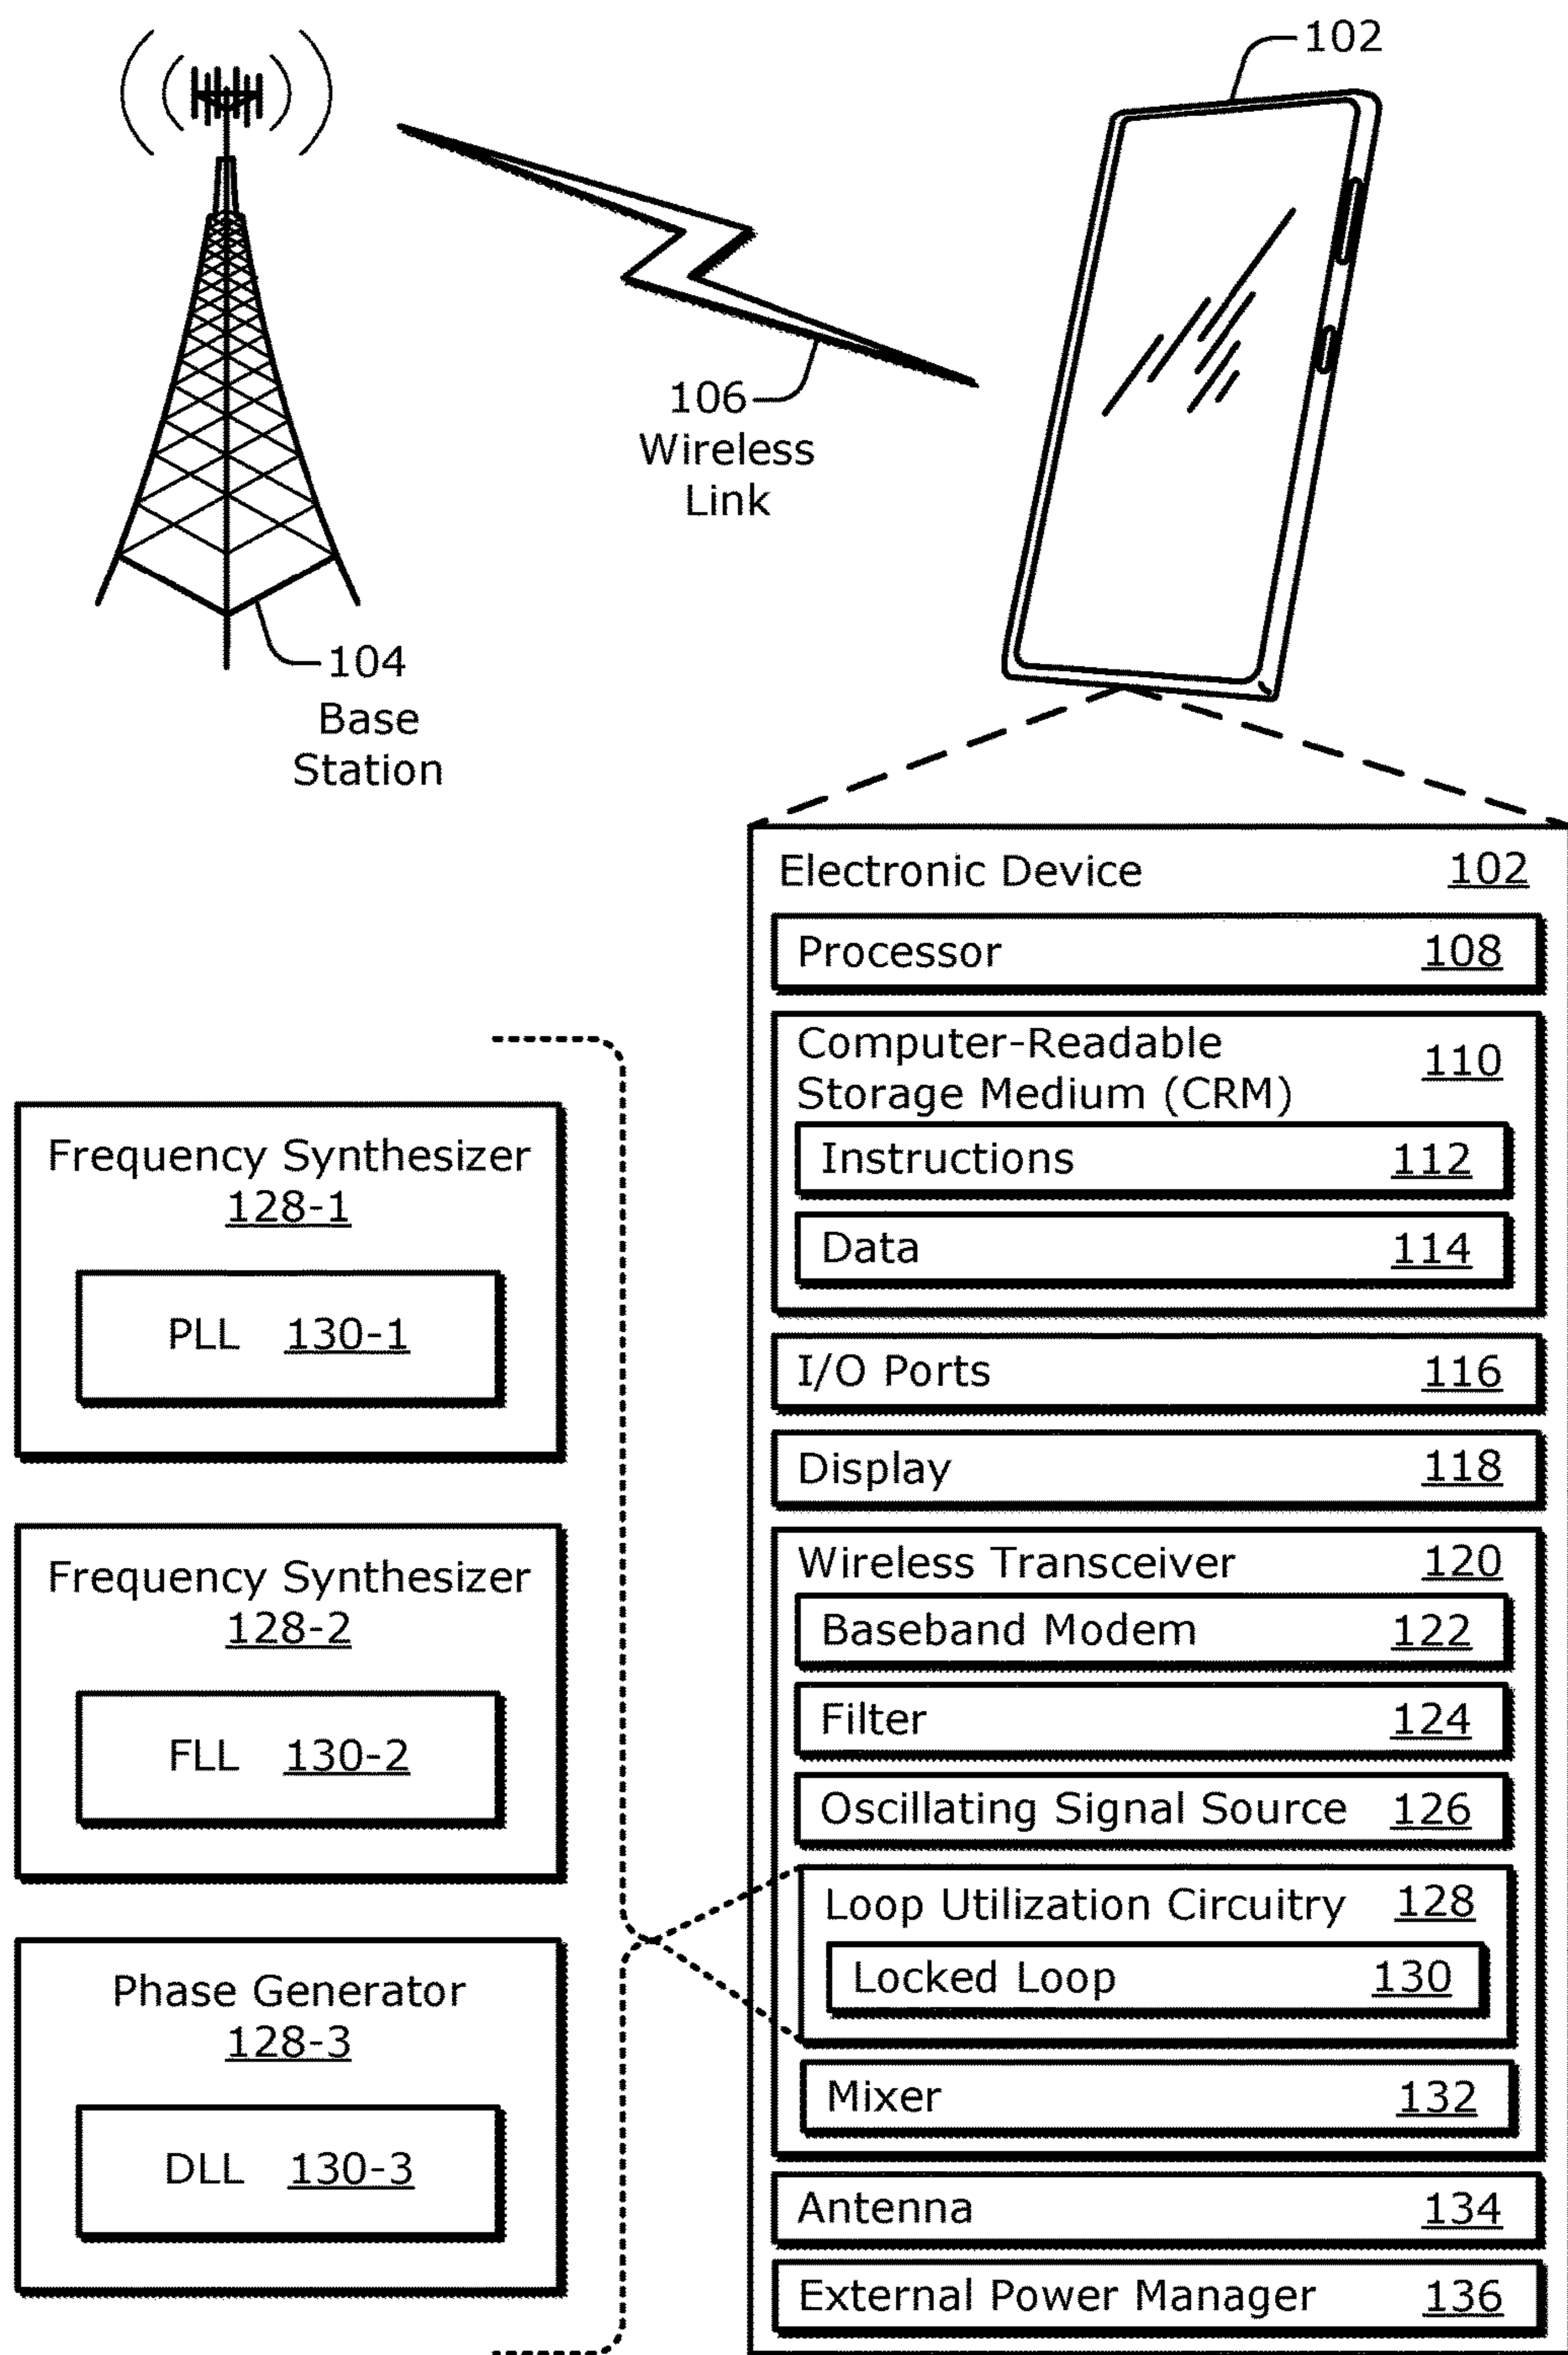 102
106
Wireless
Link
104
Base
Station
Electronic Device 102
Processor 108
Computer-Readable
Storage Medium (CRM) 110
Instructions 112
Data 114
I/O Ports 116
Display 118
Wireless Transceiver 120
Baseband Modem 122
Filter 124
Oscillating Signal Source 126
Loop Utilization Circuitry 128
Locked Loop 130
Mixer 132
Antenna 134
External Power Manager 136
Frequency Synthesizer
128-1
PLL 130-1
Frequency Synthesizer
128-2
FLL 130-2
Phase Generator
128-3
DLL 130-3